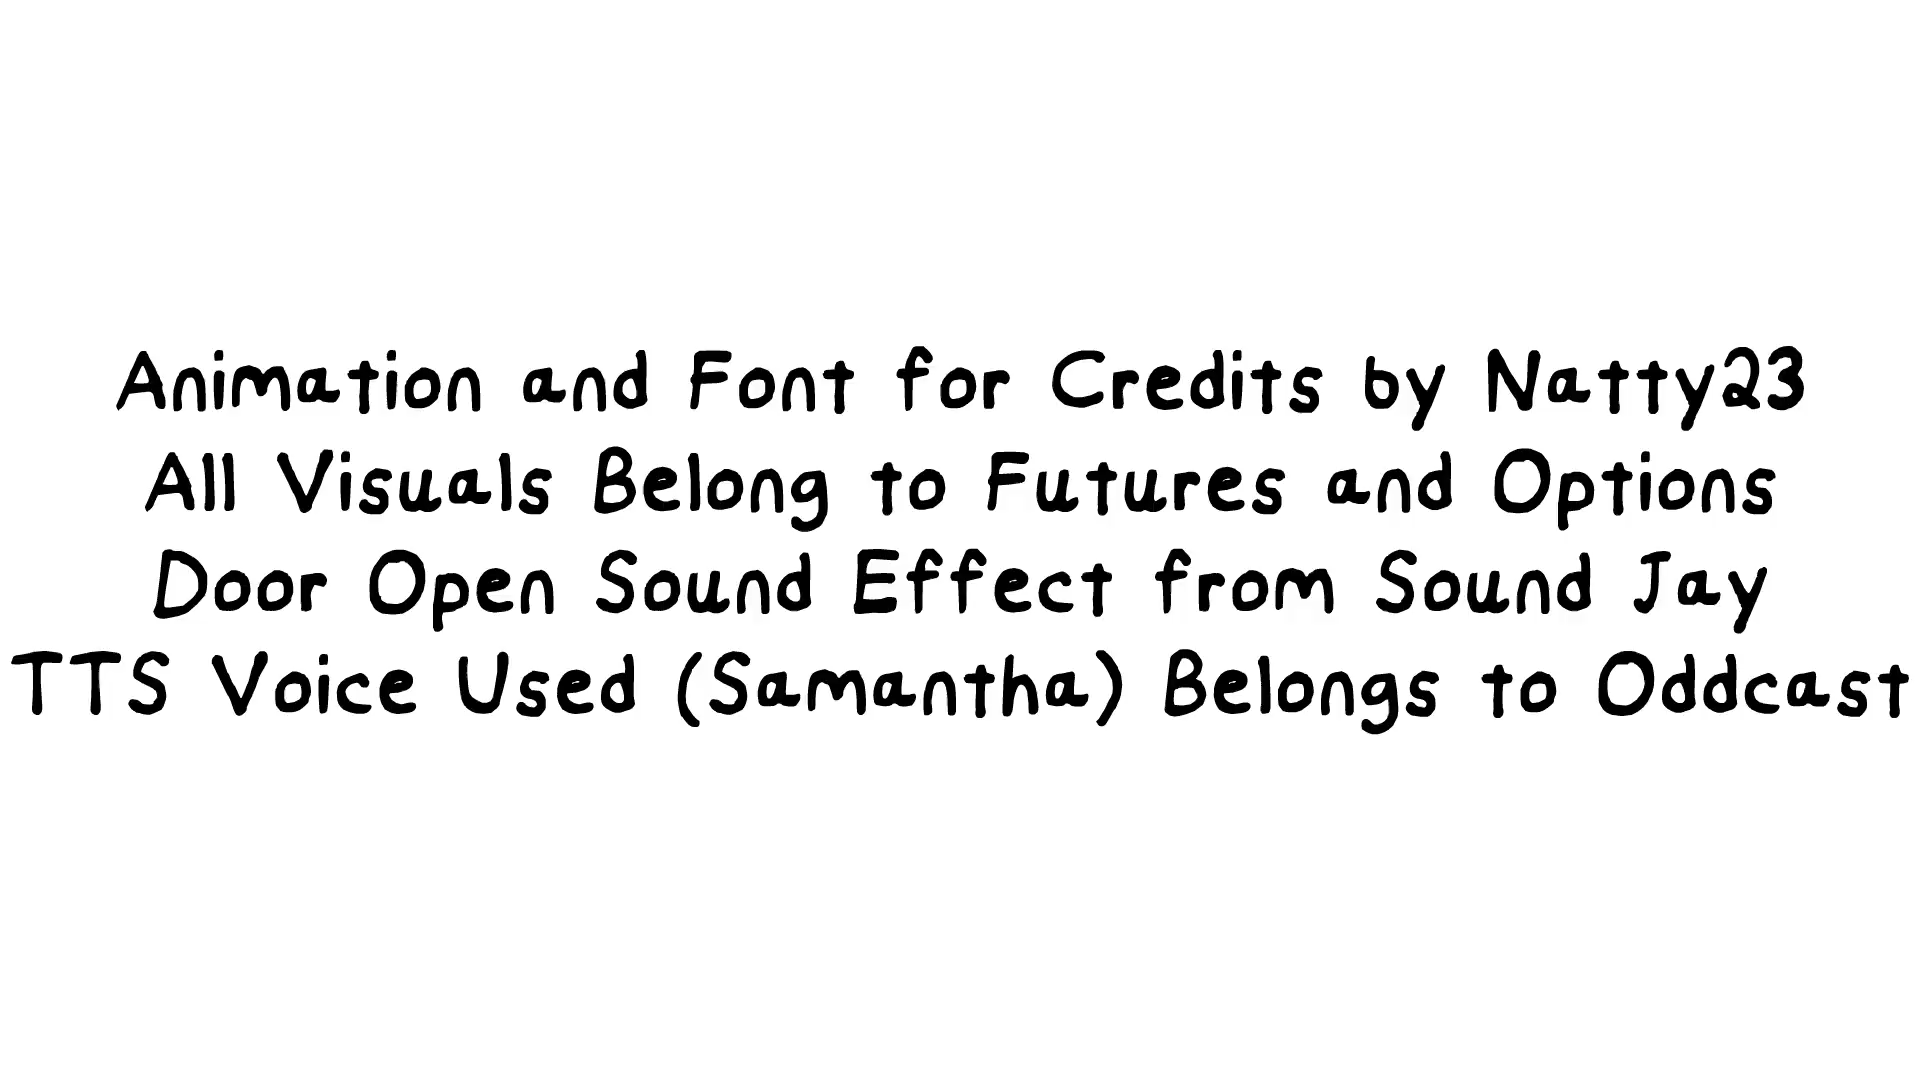 Animation and Font for Credits by Natty23
All Visuals Belong to Futures and Options
Door Open Sound Effect from Sound Jay
TTS Voice Used (Samantha) Belongs to Oddcast